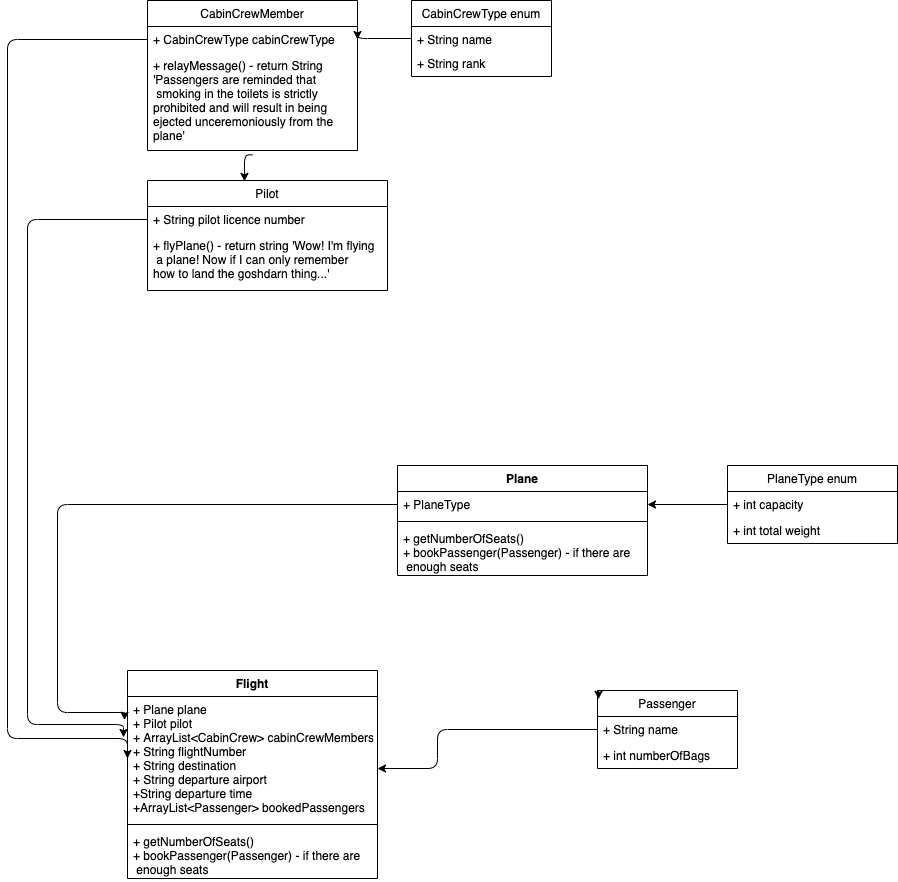 CabinCrewMember
+ CabinCrewType cabinCrewType
+ relayMessage() - return String
'Passengers are reminded that
smoking in the toilets is strictly
prohibited and will result in being
ejected unceremoniously from the
plane'
CabinCrewType enum
+ String name
+ String rank
Pilot
+ String pilot licence number
+ flyPlane() - return string 'Wow! I'm flying
a plane! Now if I can only remember
how to land the goshdarn thing...'
Plane
+ PlaneType
+ getNumberOfSeats()
+ bookPassenger(Passenger) - if there are
enough seats
PlaneType enum
+ int capacity
+ int total weight
Flight
+ Plane plane
+ Pilot pilot
+ ArrayList<CabinCrew> cabinCrewMembers
+ String flightNumber
+ String destination
+ String departure airport
+String departure time
+ArrayList<Passenger> bookedPassengers
+ getNumberOfSeats()
+ bookPassenger(Passenger) - if there are
enough seats
Passenger
+ String name
+ int numberOfBags